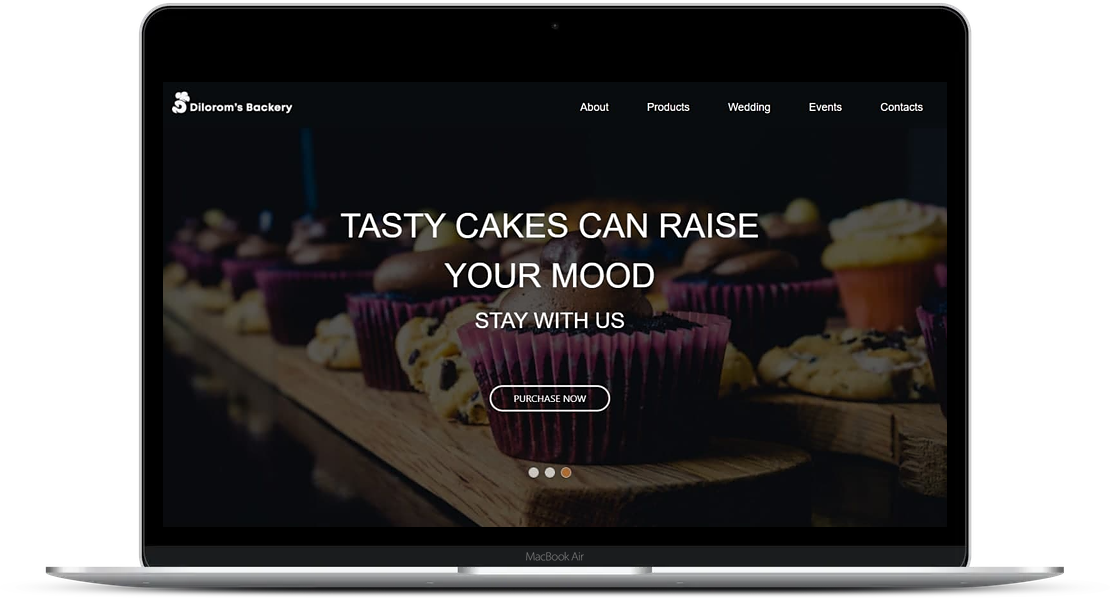 Dilorom's Backery
About Products Wedding Events Contacts
TASTY CAKES CAN RAISE
YOUR MOOD
STAY WITH US
PURCHASE NOW
MacBook Air